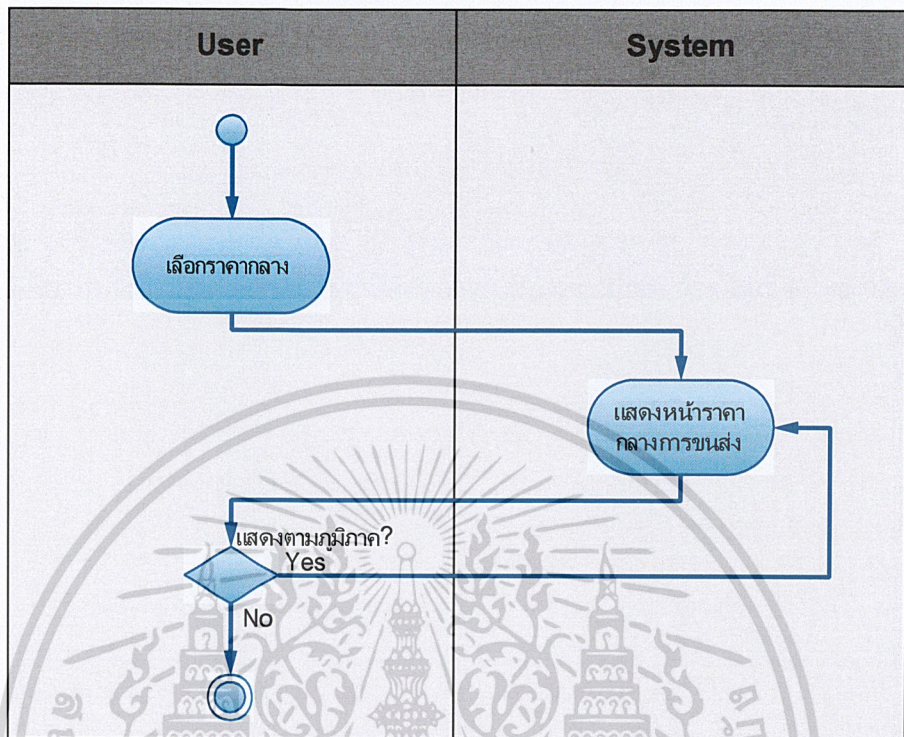 User
System
เลือกราคากลาง
แสดงหน้าราคา
กลางการขนส่ง
แสดงตามภูมิภาค?
Yes
No